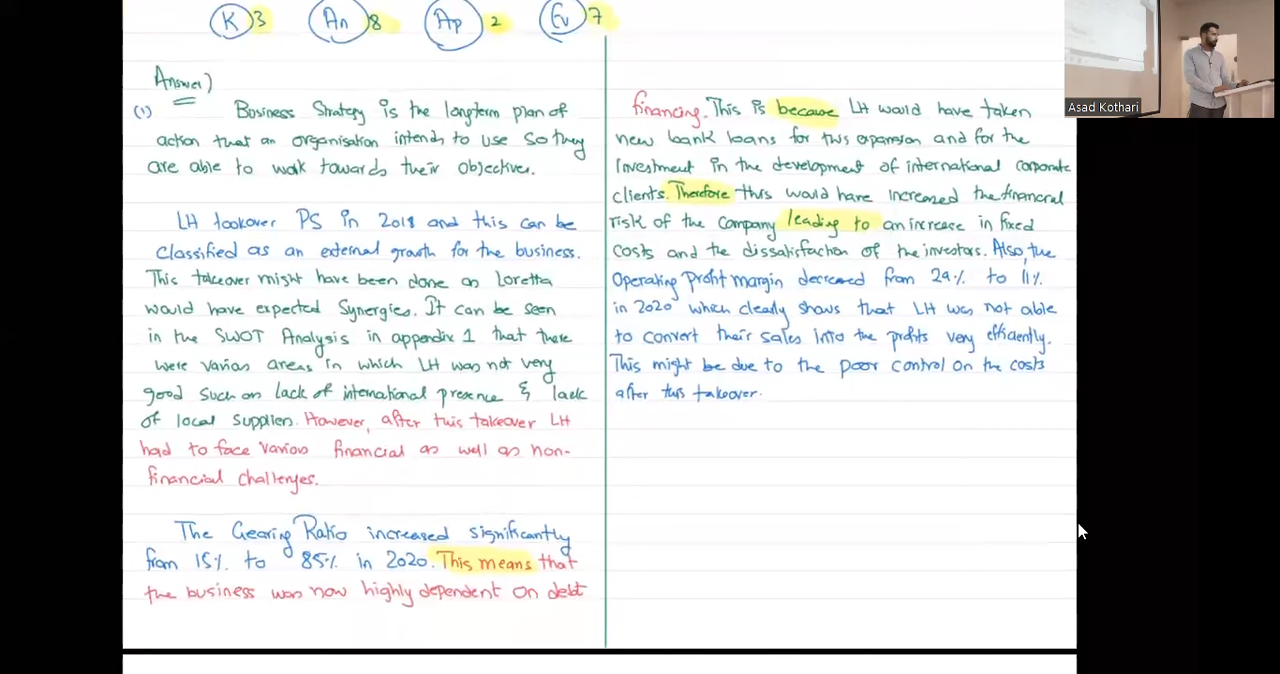 K 3 An 8 Ap 2 Ev 7
Answer)
(1) Business Strategy is the longterm plan of
action that an organisation intends to use so they
are able to work towards their objective.
LH tookover PS in 2018 and this can be
classified as an external growth for the business.
This takeover might have been done as Loretta
would have expected Synergies. It can be seen
in the SWOT Analysis in appendix 1 that there
were various areas in which LH was not very
good such as lack of international presence & lack
of local suppliers. However, after this takeover LH
had to face various financial as well as non-
financial challenges.
The Gearing Ratio increased significantly
from 15% to 85% in 2020. This means that
the business was now highly dependent on debt
financing. This is because LH would have taken
new bank loans for this expansion and for the
Investment in the development of international corporate
clients. Therefore this would have increased the financial
risk of the company leading to an increase in fixed
costs and the dissatisfaction of the investors. Also, the
Operating Profit margin decreased from 29% to 11%
in 2020 which clearly shows that LH was not able
to convert their sales into the profits very efficiently.
This might be due to the poor control on the costs
after this takeover.
Asad Kothari